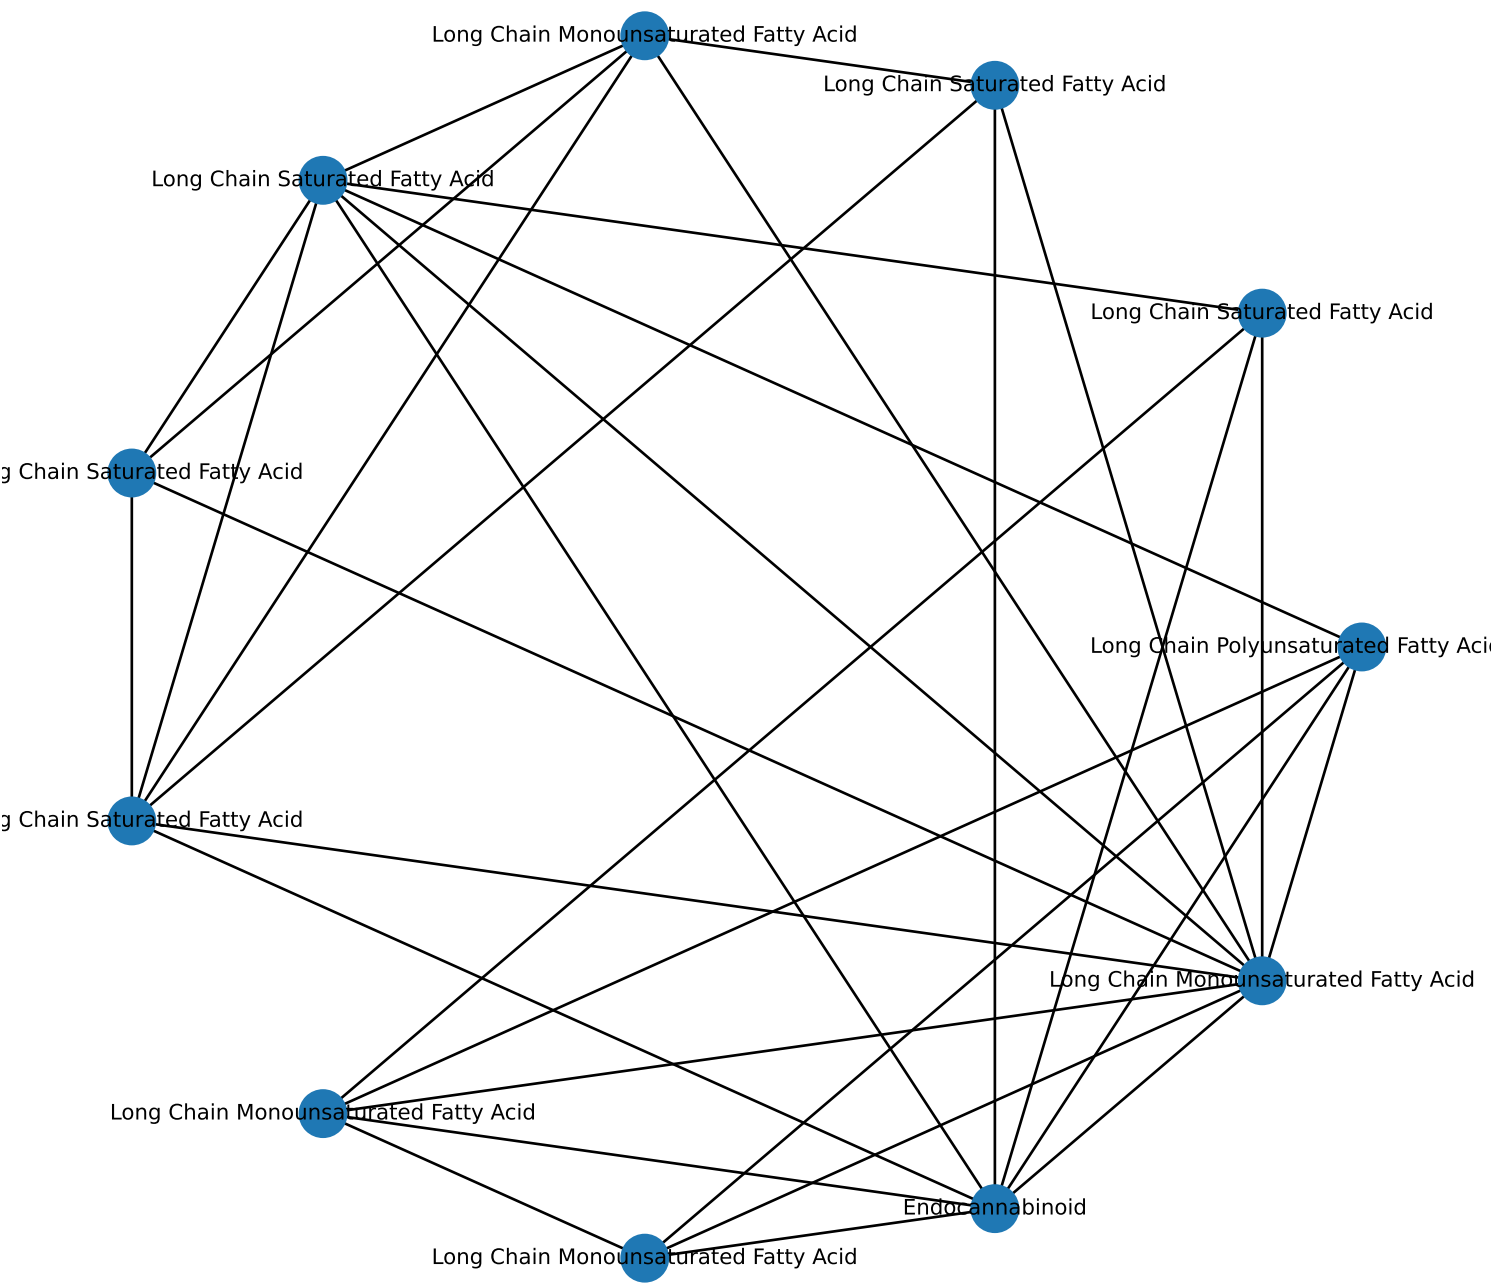 Long Chain Monounsaturated Fatty Acid
Long Chain Saturated Fatty Acid
Long Chain Saturated Fatty Acid
Long Chain Saturated Fatty Acid
g Chain Saturated Fatty Acid
Long Chain Polyunsaturated Fatty Aci
g Chain Saturated Fatty Acid
Long Chain Monounsaturated Fatty Acid
Long Chain Monounsaturated Fatty Acid
Endocannabinoid
Long Chain Monounsaturated Fatty Acid